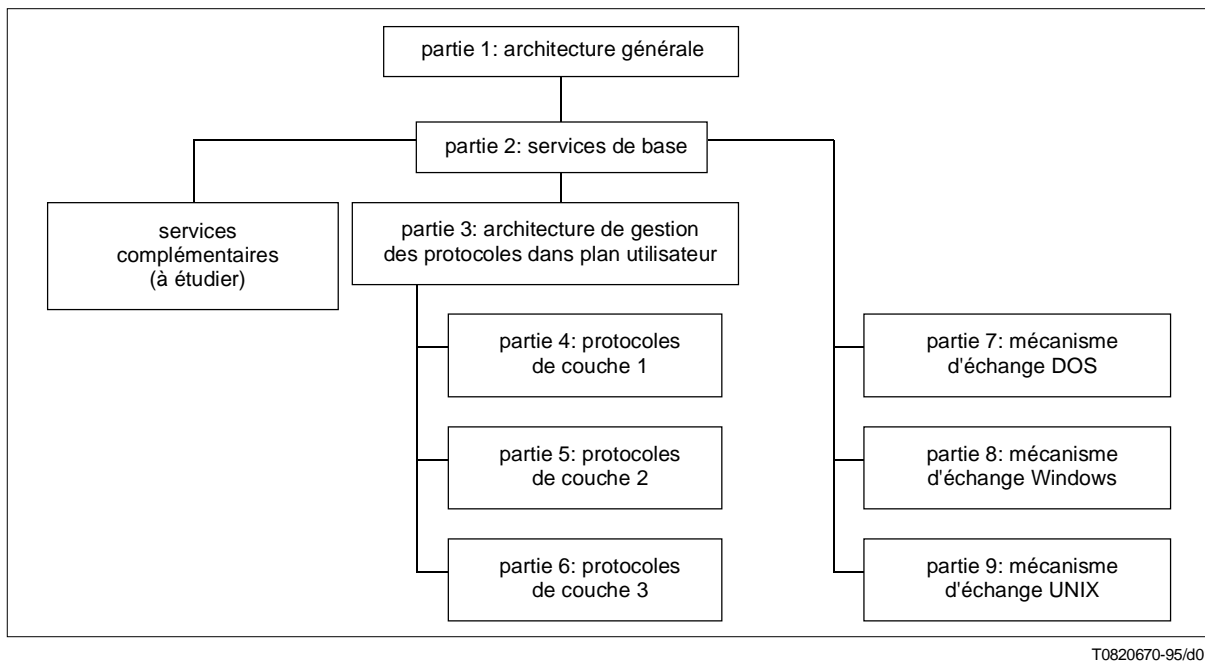 partie 1: architecture générale
partie 2: services de base
services
complémentaires
(à étudier)
partie 3: architecture de gestion
des protocoles dans plan utilisateur
partie 4: protocoles
de couche 1
partie 5: protocoles
de couche 2
partie 6: protocoles
de couche 3
partie 7: mécanisme
d'échange DOS
partie 8: mécanisme
d'échange Windows
partie 9: mécanisme
d'échange UNIX
T0820670-95/d0